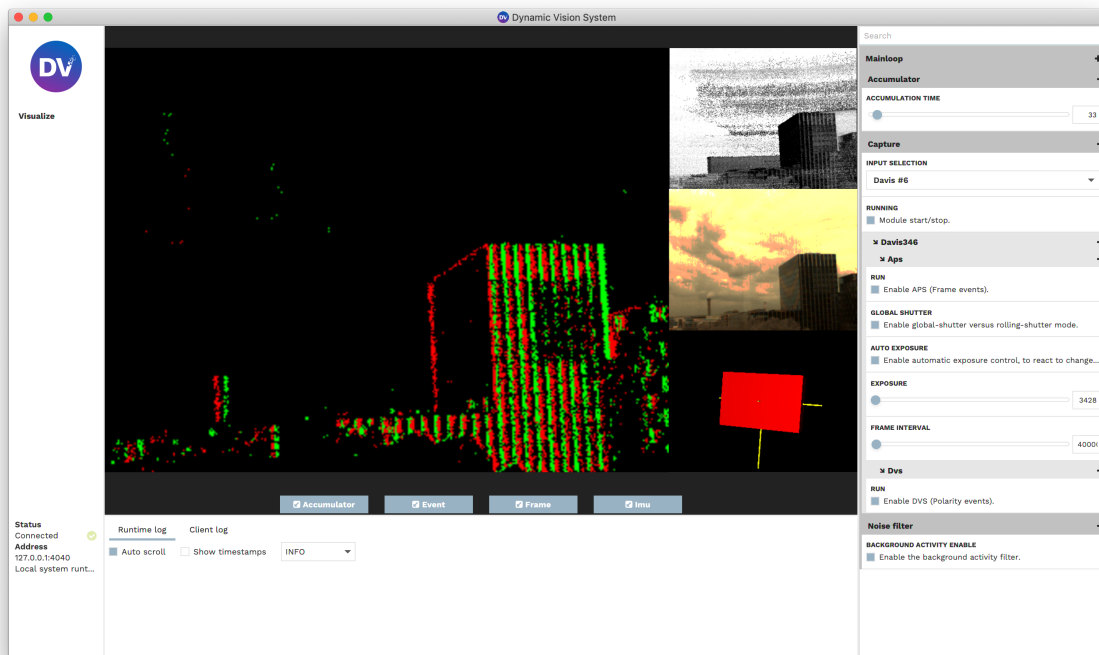 DV Dynamic Vision System
DV
Visualize
Accumulator
Event
Frame
Imu
Status
Connected
Address
127.0.0.1:4040
Local system runt...
Runtime log
Client log
Auto scroll
Show timestamps
INFO
Search
Mainloop
Accumulator
ACCUMULATION TIME
33
Capture
INPUT SELECTION
Davis #6
RUNNING
Module start/stop.
Davis346
Aps
RUN
Enable APS (Frame events).
GLOBAL SHUTTER
Enable global-shutter versus rolling-shutter mode.
AUTO EXPOSURE
Enable automatic exposure control, to react to change...
EXPOSURE
3428
FRAME INTERVAL
Dvs
RUN
Enable DVS (Polarity events).
Noise filter
BACKGROUND ACTIVITY ENABLE
Enable the background activity filter.